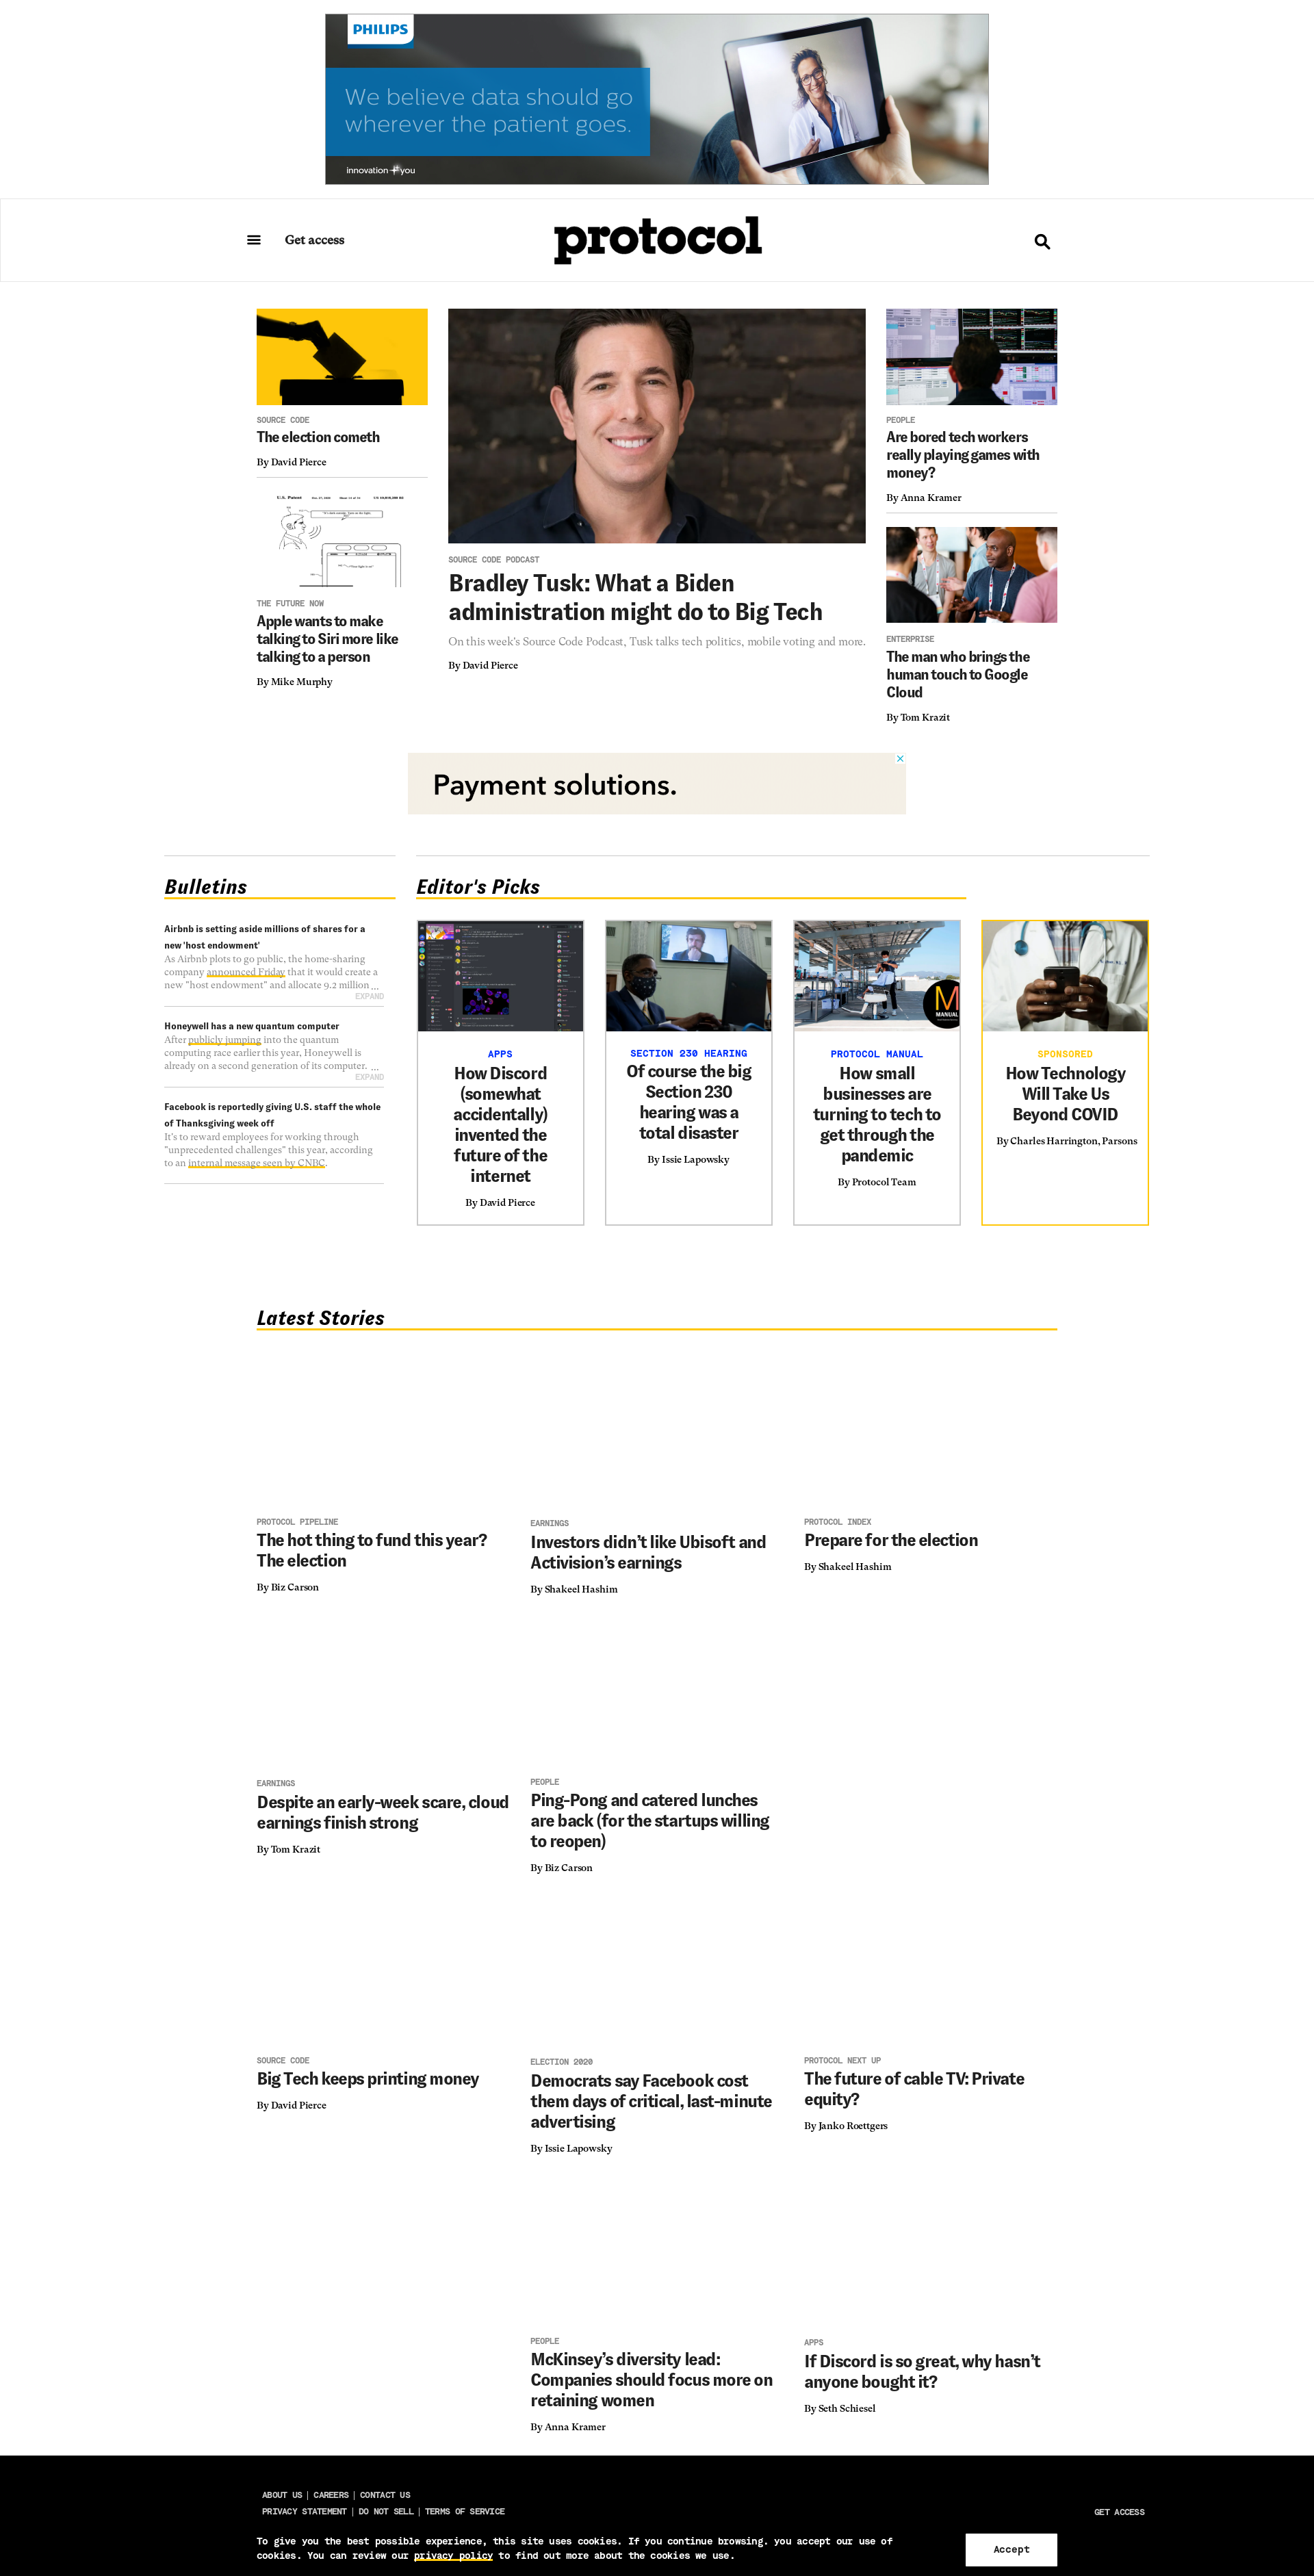 PHILIPS
We believe data should go
wherever the patient goes.
innovation you
Get access
protocol
SOURCE CODE
The election cometh
By David Pierce
U.S. Patent
THE FUTURE NOW
Apple wants to make
talking to Siri more like
talking to a person
By Mike Murphy
SOURCE CODE PODCAST
Bradley Tusk: What a Biden
administration might do to Big Tech
On this week's Source Code Podcast, Tusk talks tech politics, mobile voting and more.
By David Pierce
PEOPLE
Are bored tech workers
really playing games with
money?
By Anna Kramer
ENTERPRISE
The man who brings the
human touch to Google
Cloud
By Tom Krazit
Payment solutions.
Bulletins
Airbnb is setting aside millions of shares for a
new 'host endowment'
As Airbnb plots to go public, the home-sharing
company announced Friday that it would create a
new "host endowment" and allocate 9.2 million ...
EXPAND
Honeywell has a new quantum computer
After publicly jumping into the quantum
computing race earlier this year, Honeywell is
already on a second generation of its computer. ...
EXPAND
Facebook is reportedly giving U.S. staff the whole
of Thanksgiving week off
It's to reward employees for working through
"unprecedented challenges" this year, according
to an internal message seen by CNBC.
Editor's Picks
APPS
How Discord
(somewhat
accidentally)
invented the
future of the
internet
By David Pierce
SECTION 230 HEARING
Of course the big
Section 230
hearing was a
total disaster
By Issie Lapowsky
M
MANUAL
PROTOCOL MANUAL
How small
businesses are
turning to tech to
get through the
pandemic
By Protocol Team
SPONSORED
How Technology
Will Take Us
Beyond COVID
By Charles Harrington, Parsons
Latest Stories
PROTOCOL PIPELINE
The hot thing to fund this year?
The election
By Biz Carson
EARNINGS
Investors didn’t like Ubisoft and
Activision’s earnings
By Shakeel Hashim
PROTOCOL INDEX
Prepare for the election
By Shakeel Hashim
EARNINGS
Despite an early-week scare, cloud
earnings finish strong
By Tom Krazit
PEOPLE
Ping-Pong and catered lunches
are back (for the startups willing
to reopen)
By Biz Carson
SOURCE CODE
Big Tech keeps printing money
By David Pierce
ELECTION 2020
Democrats say Facebook cost
them days of critical, last-minute
advertising
By Issie Lapowsky
PROTOCOL NEXT UP
The future of cable TV: Private
equity?
By Janko Roettgers
PEOPLE
McKinsey’s diversity lead:
Companies should focus more on
retaining women
By Anna Kramer
APPS
If Discord is so great, why hasn’t
anyone bought it?
By Seth Schiesel
ABOUT US | CAREERS | CONTACT US
PRIVACY STATEMENT | DO NOT SELL | TERMS OF SERVICE
GET ACCESS
To give you the best possible experience, this site uses cookies. If you continue browsing. you accept our use of
cookies. You can review our privacy policy to find out more about the cookies we use.
Accept